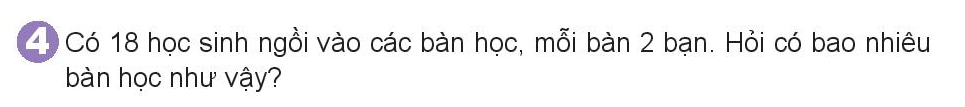 4 Có 18 học sinh ngồi vào các bàn học, mỗi bàn 2 bạn. Hỏi có bao nhiêu
bàn học như vậy?